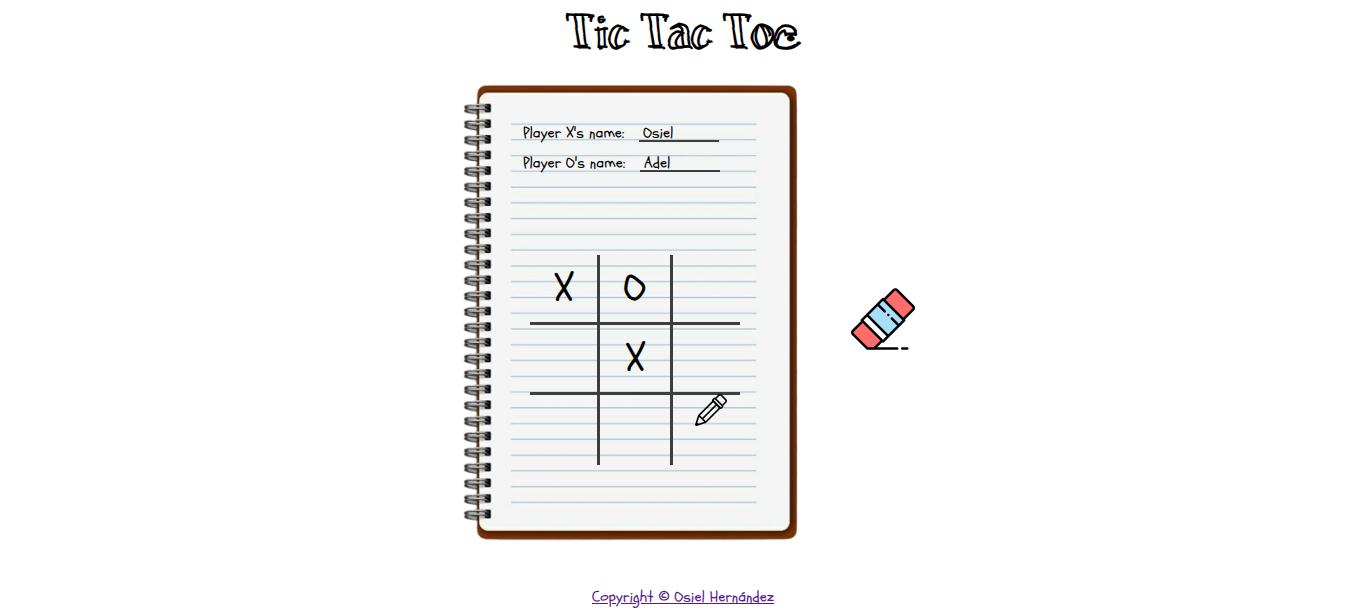 Tic Tac Toe
Player X's name: Osiel
Player O's name: Adel
X O
X
Copyright © Osiel Hernández